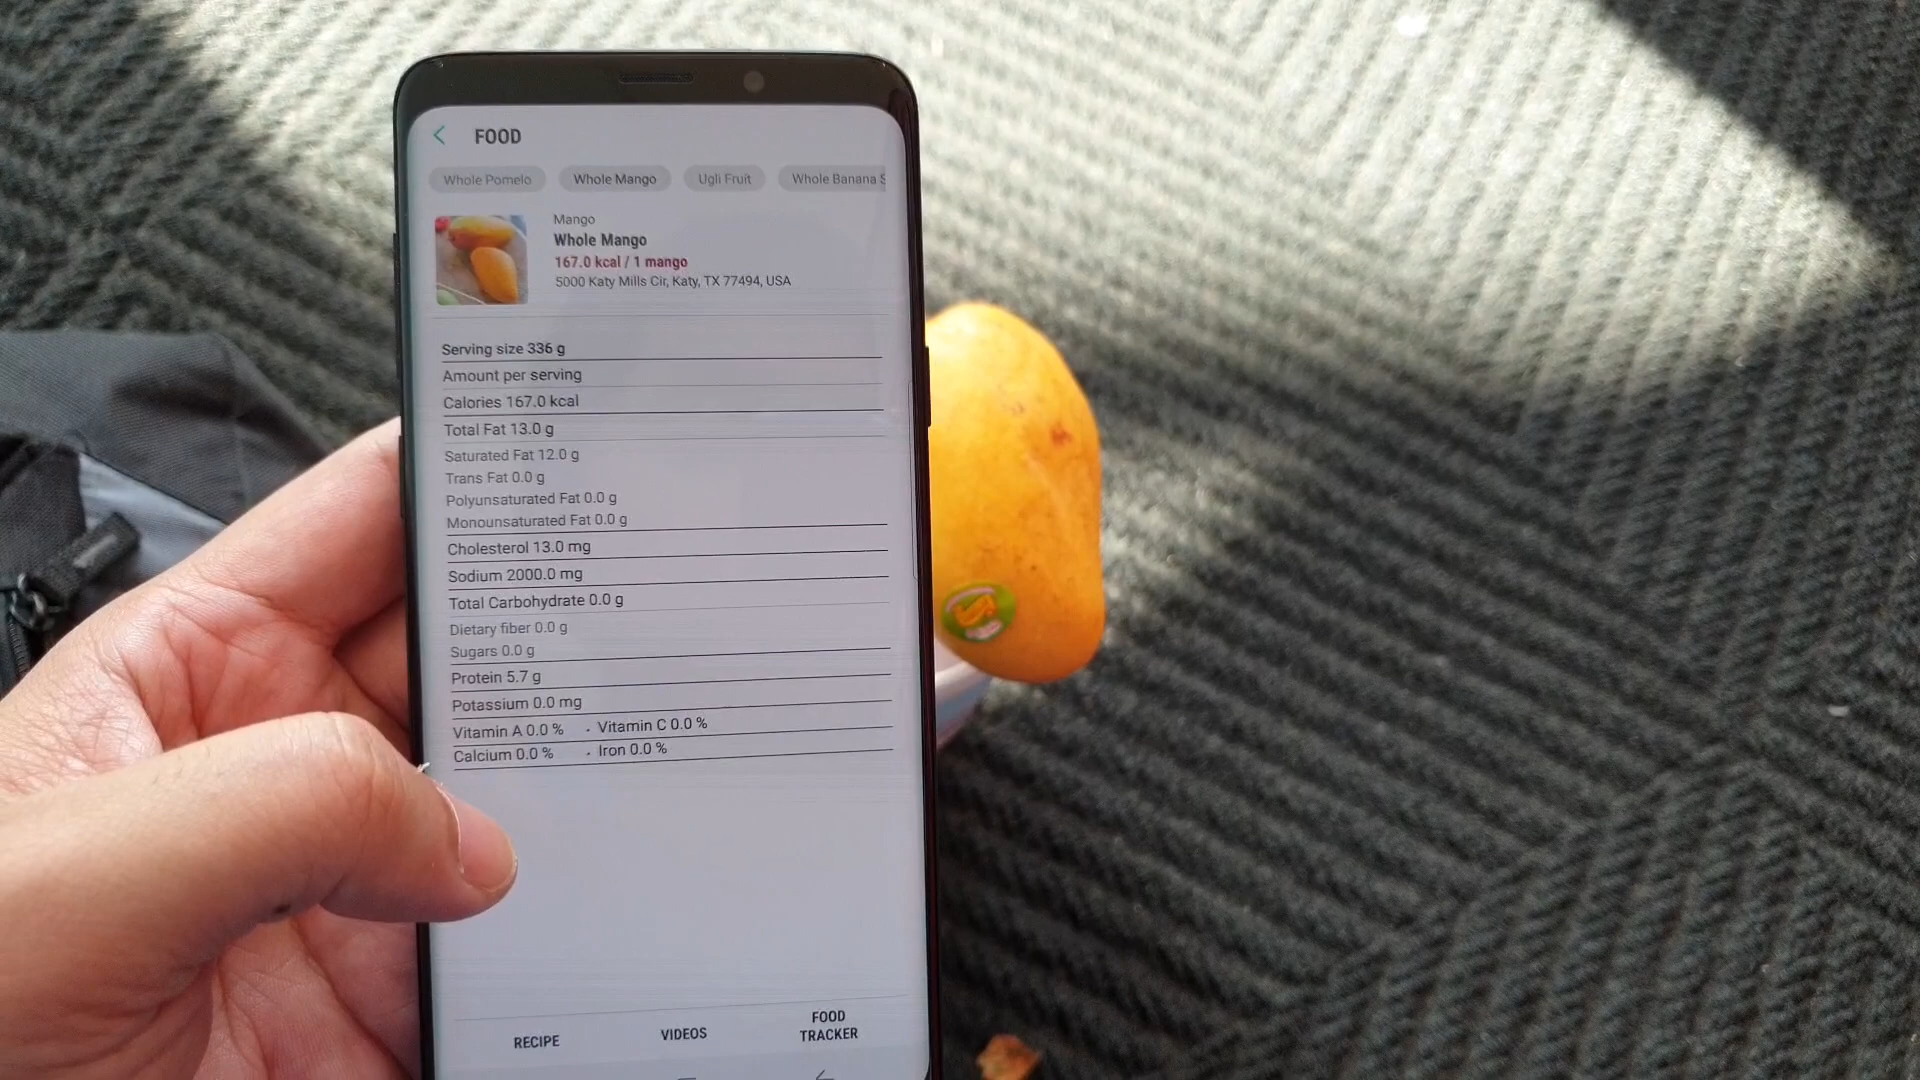 FOOD
Whole Pomelo
Whole Mango
Ugli Fruit
Whole Banana S
Mango
Whole Mango
167.0 kcal / 1 mango
5000 Katy Mills Cir, Katy, TX 77494, USA
Serving size 336 g
Amount per serving
Calories 167.0 kcal
Total Fat 13.0 g
Saturated Fat 12.0 g
Trans Fat 0.0 g
Polyunsaturated Fat 0.0 g
Monounsaturated Fat 0.0 g
Cholesterol 13.0 mg
Sodium 2000.0 mg
Total Carbohydrate 0.0 g
Dietary fiber 0.0 g
Sugars 0.0 g
Protein 5.7 g
Potassium 0.0 mg
Vitamin A 0.0 % . Vitamin C 0.0 %
Calcium 0.0 % . Iron 0.0 %
RECIPE
VIDEOS
FOOD
TRACKER